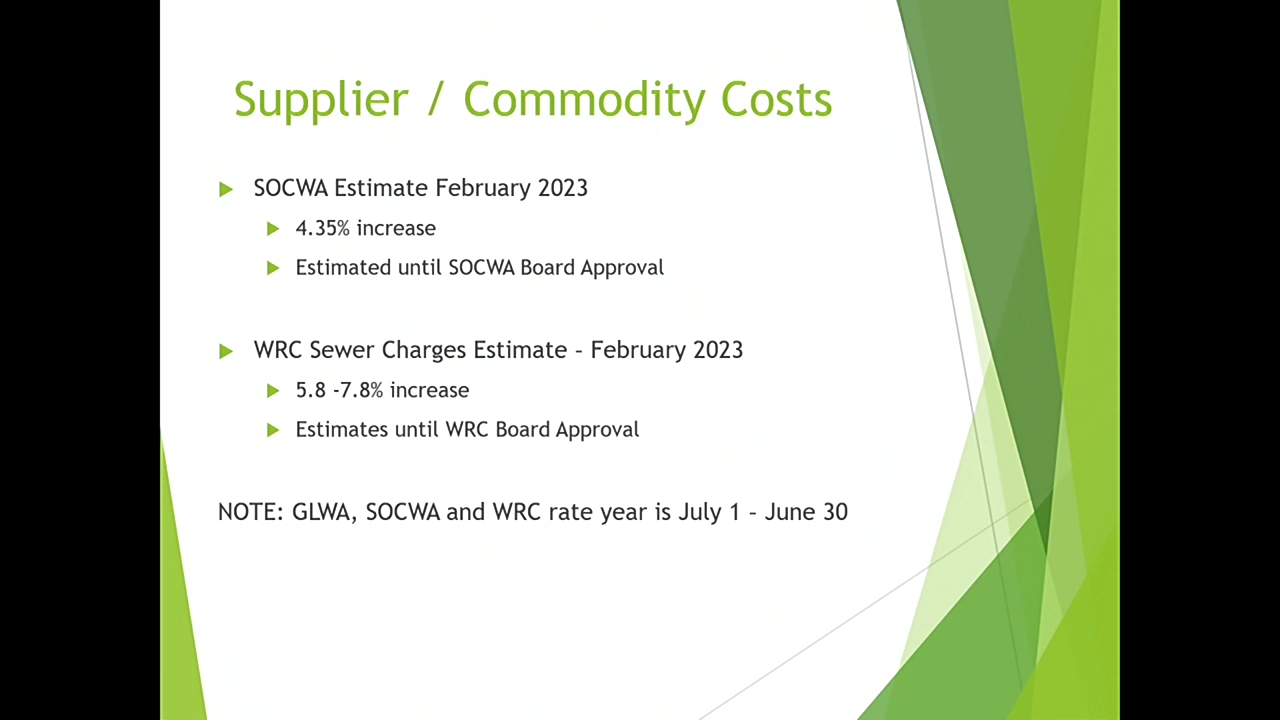 Supplier / Commodity Costs
SOCWA Estimate February 2023
4.35% increase
Estimated until SOCWA Board Approval
WRC Sewer Charges Estimate – February 2023
5.8 -7.8% increase
Estimates until WRC Board Approval
NOTE: GLWA, SOCWA and WRC rate year is July 1 – June 30